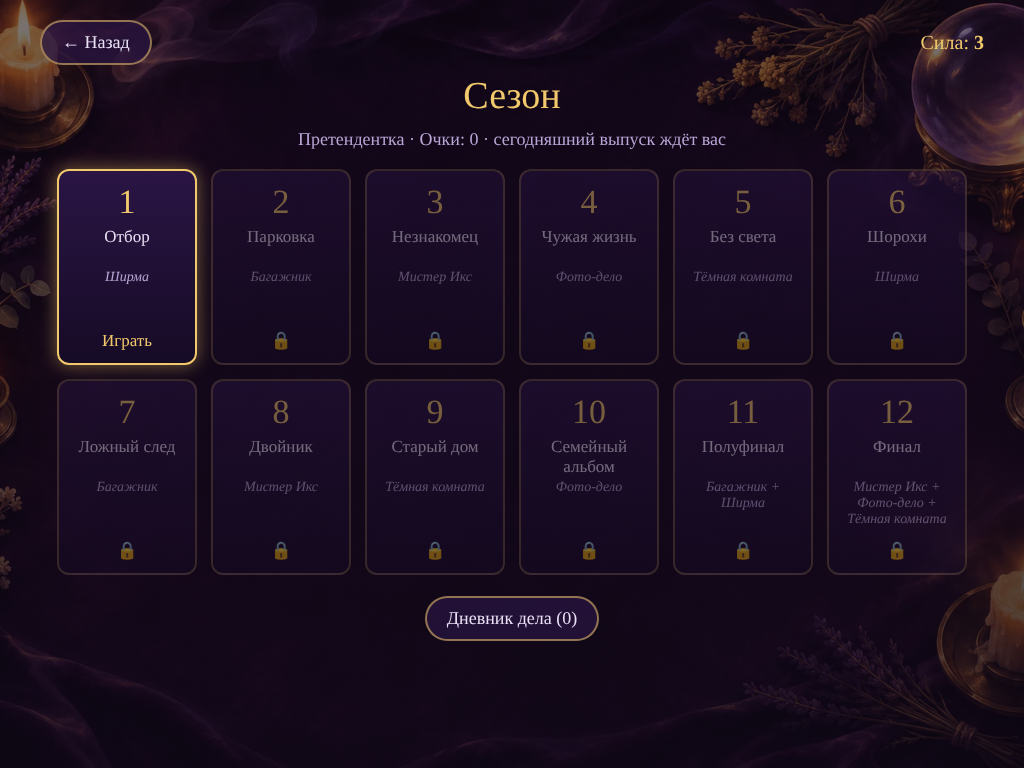 ← Назад
Сила: 3
Сезон
Претендентка · Очки: 0 · сегодняшний выпуск ждёт вас
1
Отбор
Ширма
Играть
2
Парковка
Багажник
3
Незнакомец
Мистер Икс
4
Чужая жизнь
Фото-дело
5
Без света
Тёмная комната
6
Шорохи
Ширма
7
Ложный след
Багажник
8
Двойник
Мистер Икс
9
Старый дом
Тёмная комната
10
Семейный
альбом
Фото-дело
11
Полуфинал
Багажник +
Ширма
12
Финал
Мистер Икс +
Фото-дело +
Тёмная комната
Дневник дела (0)